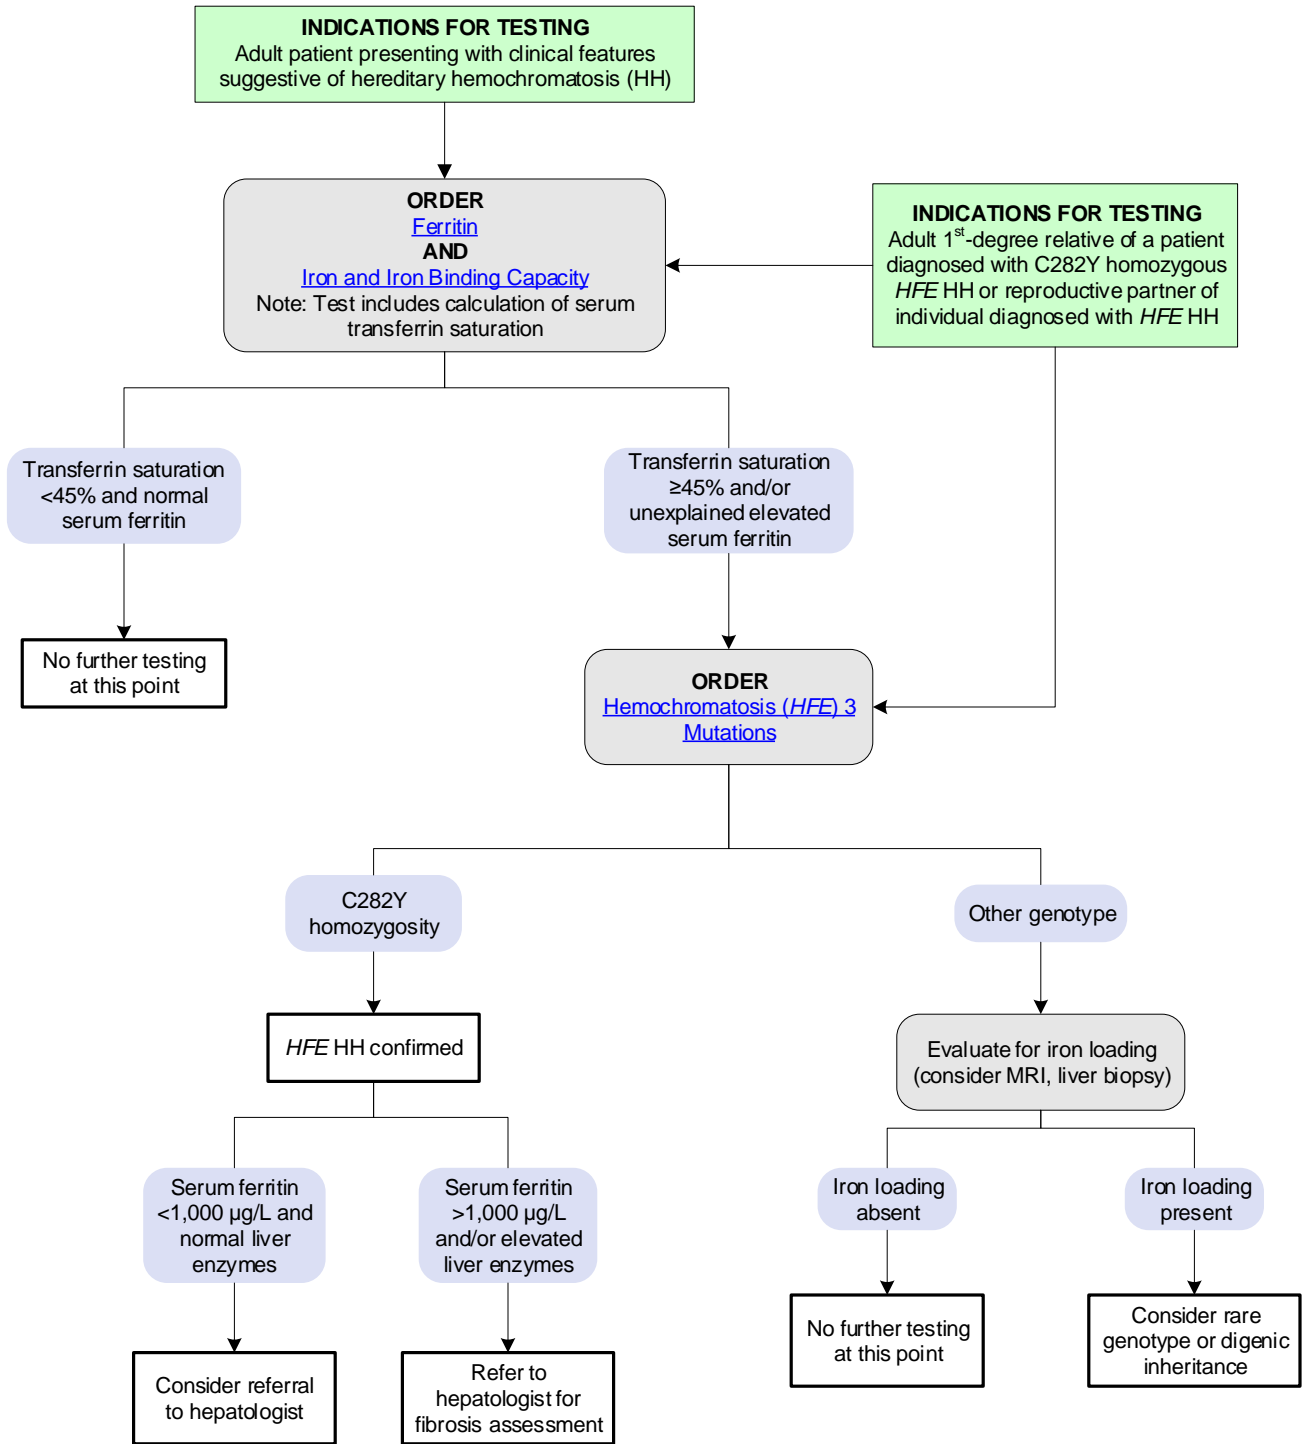 INDICATIONS FOR TESTING
Adult patient presenting with clinical features
suggestive of hereditary hemochromatosis (HH)
ORDER
Ferritin
AND
Iron and Iron Binding Capacity
Note: Test includes calculation of serum
transferrin saturation
INDICATIONS FOR TESTING
Adult 1st-degree relative of a patient
diagnosed with C282Y homozygous
HFE HH or reproductive partner of
individual diagnosed with HFE HH
Transferrin saturation
<45% and normal
serum ferritin
Transferrin saturation
≥45% and/or
unexplained elevated
serum ferritin
No further testing
at this point
ORDER
Hemochromatosis (HFE) 3
Mutations
C282Y
homozygosity
Other genotype
HFE HH confirmed
Evaluate for iron loading
(consider MRI, liver biopsy)
Serum ferritin
<1,000 µg/L and
normal liver
enzymes
Serum ferritin
>1,000 µg/L
and/or elevated
liver enzymes
Iron loading
absent
Iron loading
present
Consider referral
to hepatologist
Refer to
hepatologist for
fibrosis assessment
No further testing
at this point
Consider rare
genotype or digenic
inheritance